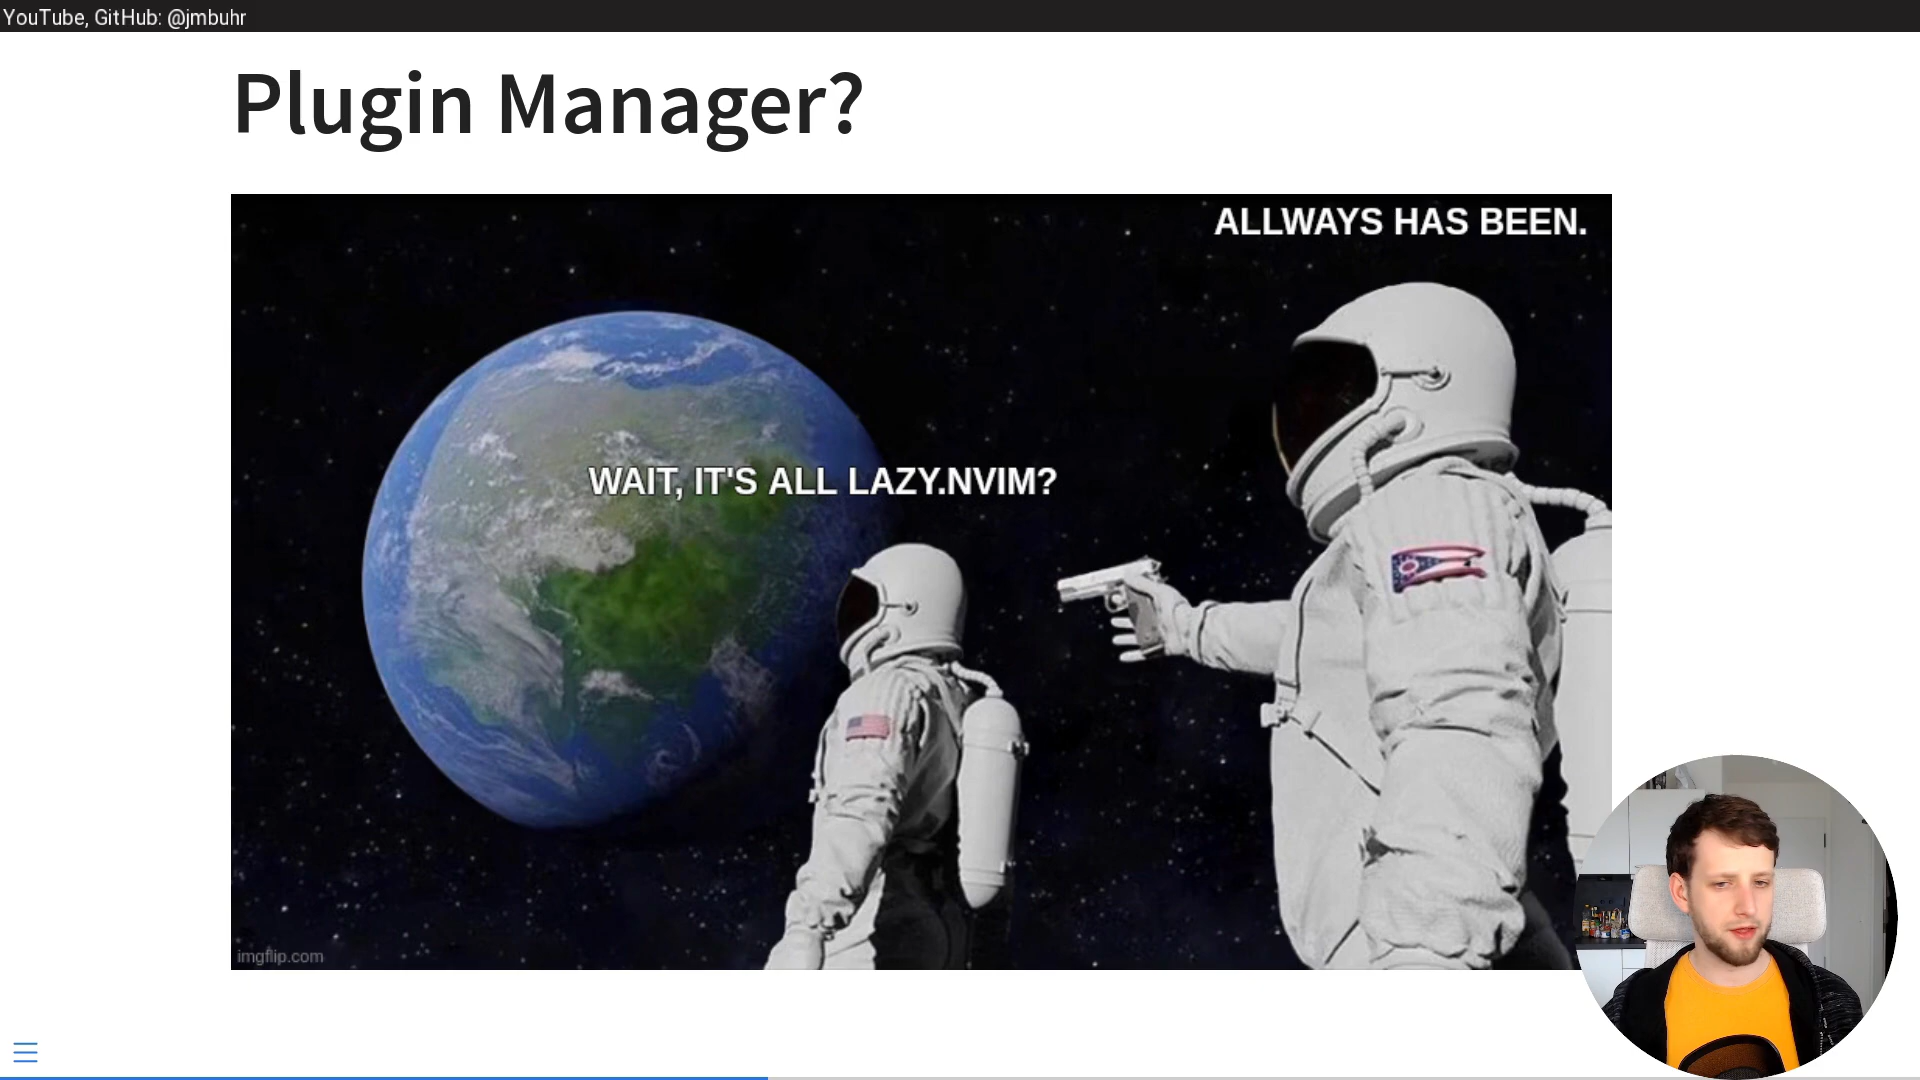 YouTube, GitHub: @jmbuhr
Plugin Manager?
ALLWAYS HAS BEEN.
WAIT, IT'S ALL LAZY.NVIM?
imgflip.com